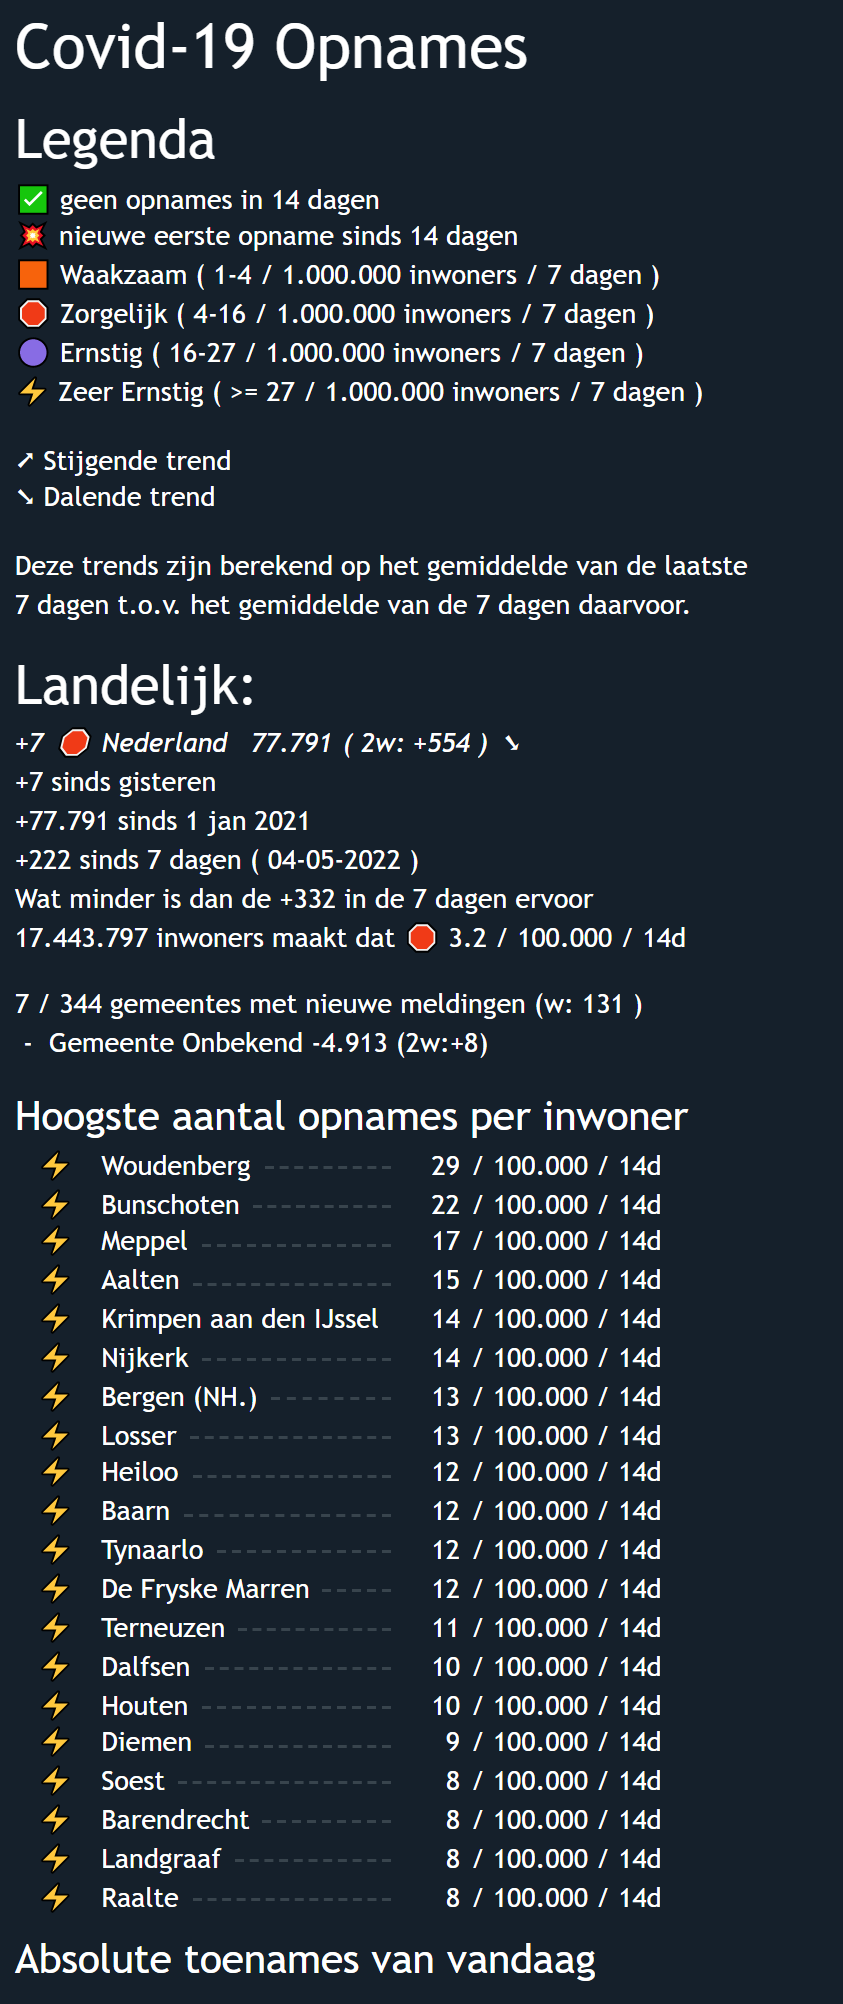 Covid-19 Opnames
Legenda
✅ geen opnames in 14 dagen
💥 nieuwe eerste opname sinds 14 dagen
🟧 Waakzaam ( 1-4 / 1.000.000 inwoners / 7 dagen )
🛑 Zorgelijk ( 4-16 / 1.000.000 inwoners / 7 dagen )
🟣 Ernstig ( 16-27 / 1.000.000 inwoners / 7 dagen )
⚡ Zeer Ernstig ( >= 27 / 1.000.000 inwoners / 7 dagen )
➚ Stijgende trend
➘ Dalende trend
Deze trends zijn berekend op het gemiddelde van de laatste
7 dagen t.o.v. het gemiddelde van de 7 dagen daarvoor.
Landelijk:
+7 🛑 Nederland 77.791 ( 2w: +554 ) ➘
+7 sinds gisteren
+77.791 sinds 1 jan 2021
+222 sinds 7 dagen ( 04-05-2022 )
Wat minder is dan de +332 in de 7 dagen ervoor
17.443.797 inwoners maakt dat 🛑 3.2 / 100.000 / 14d
7 / 344 gemeentes met nieuwe meldingen (w: 131 )
- Gemeente Onbekend -4.913 (2w:+8)
Hoogste aantal opnames per inwoner
⚡ Woudenberg --------- 29 / 100.000 / 14d
⚡ Bunschoten ---------- 22 / 100.000 / 14d
⚡ Meppel ------------- 17 / 100.000 / 14d
⚡ Aalten -------------- 15 / 100.000 / 14d
⚡ Krimpen aan den IJssel 14 / 100.000 / 14d
⚡ Nijkerk ------------- 14 / 100.000 / 14d
⚡ Bergen (NH.) -------- 13 / 100.000 / 14d
⚡ Losser -------------- 13 / 100.000 / 14d
⚡ Heiloo -------------- 12 / 100.000 / 14d
⚡ Baarn -------------- 12 / 100.000 / 14d
⚡ Tynaarlo ------------ 12 / 100.000 / 14d
⚡ De Fryske Marren ----- 12 / 100.000 / 14d
⚡ Terneuzen ----------- 11 / 100.000 / 14d
⚡ Dalfsen ------------- 10 / 100.000 / 14d
⚡ Houten ------------- 10 / 100.000 / 14d
⚡ Diemen ------------- 9 / 100.000 / 14d
⚡ Soest --------------- 8 / 100.000 / 14d
⚡ Barendrecht --------- 8 / 100.000 / 14d
⚡ Landgraaf ----------- 8 / 100.000 / 14d
⚡ Raalte -------------- 8 / 100.000 / 14d
Absolute toenames van vandaag